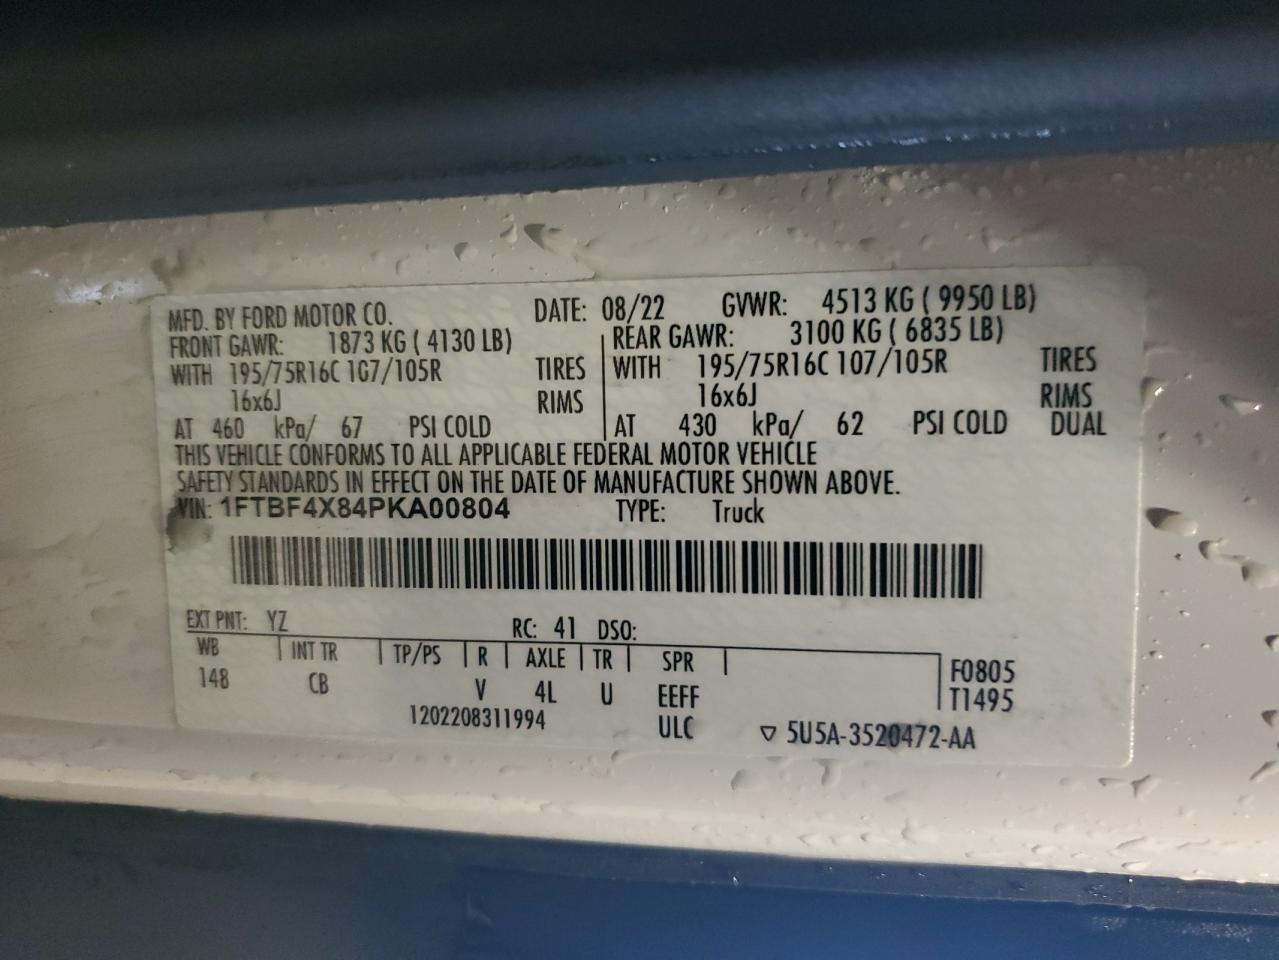 MFD. BY FORD MOTOR CO. DATE: 08/22 GVWR: 4513 KG ( 9950 LB)
FRONT GAWR: 1873 KG ( 4130 LB) REAR GAWR: 3100 KG ( 6835 LB)
WITH 195/75R16C 107/105R TIRES WITH 195/75R16C 107/105R TIRES
16x6J RIMS 16x6J RIMS
AT 460 kPa/ 67 PSI COLD AT 430 kPa/ 62 PSI COLD DUAL
THIS VEHICLE CONFORMS TO ALL APPLICABLE FEDERAL MOTOR VEHICLE
SAFETY STANDARDS IN EFFECT ON THE DATE OF MANUFACTURE SHOWN ABOVE.
VIN: 1FTBF4X84PKA00804 TYPE: Truck
EXT PNT: YZ RC: 41 DSO:
WB INT TR TP/PS R AXLE TR SPR F0805
148 CB V 4L U EEFF T1495
1202208311994 ULC ▽ 5U5A-3520472-AA